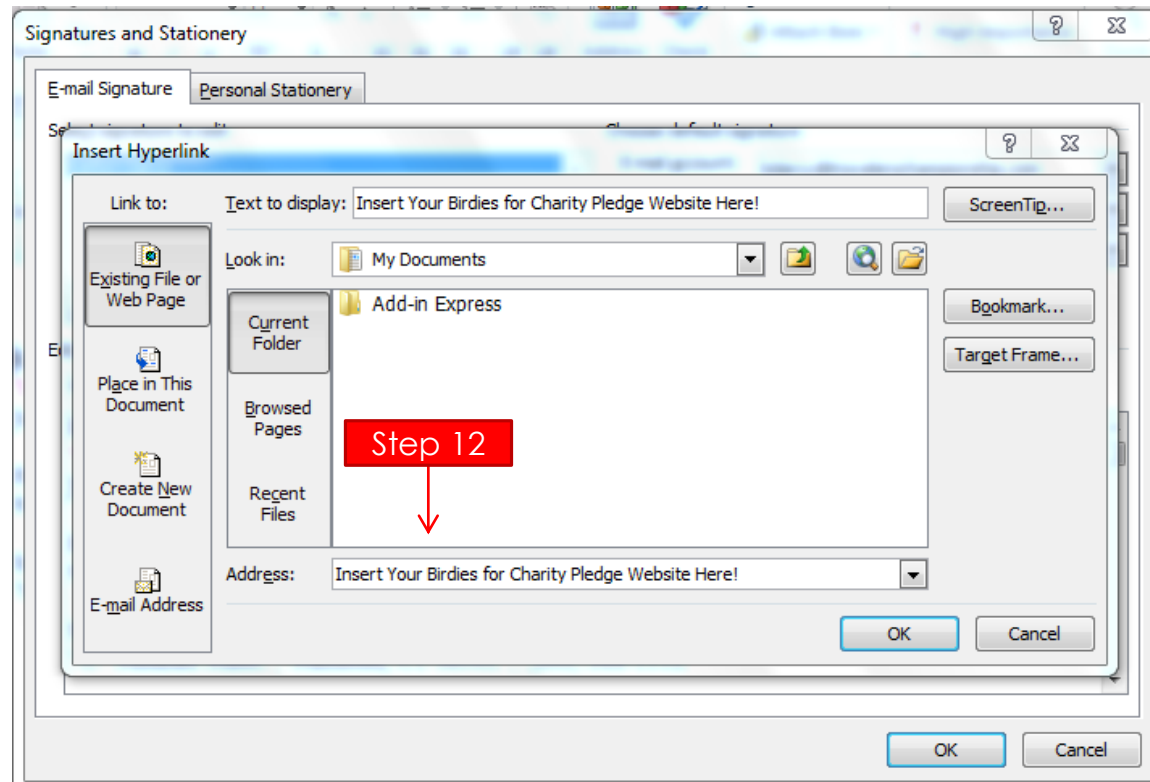 Signatures and Stationery
E-mail Signature Personal Stationery
Insert Hyperlink
Link to: Text to display: Insert Your Birdies for Charity Pledge Website Here! ScreenTip...
Existing File or
Web Page
Look in: My Documents
Current
Folder
Add-in Express
Bookmark...
Target Frame...
Place in This
Document
Browsed
Pages
Step 12
Create New
Document
Recent
Files
Address: Insert Your Birdies for Charity Pledge Website Here!
E-mail Address
OK Cancel
OK Cancel